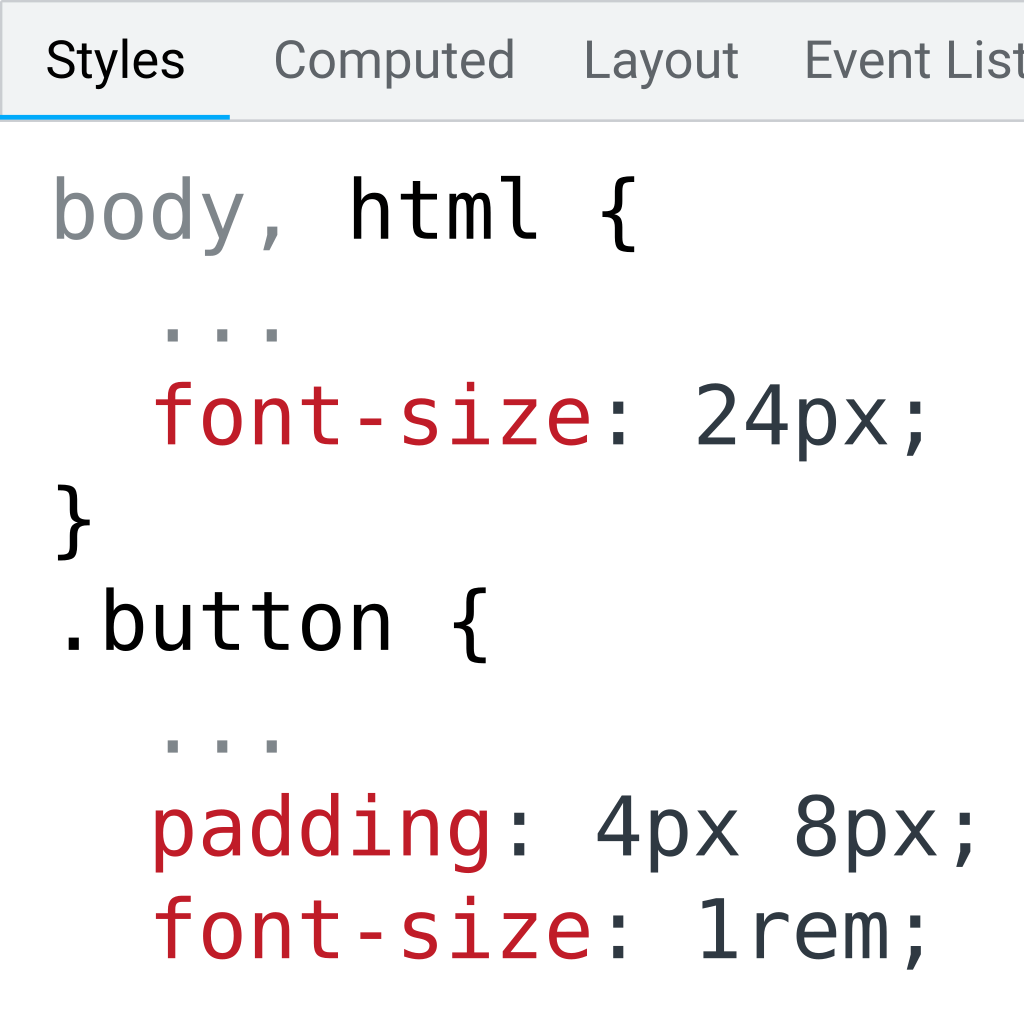 Styles Computed Layout Event List
body, html {
...
font-size: 24px;
}
.button {
...
padding: 4px 8px;
font-size: 1rem;